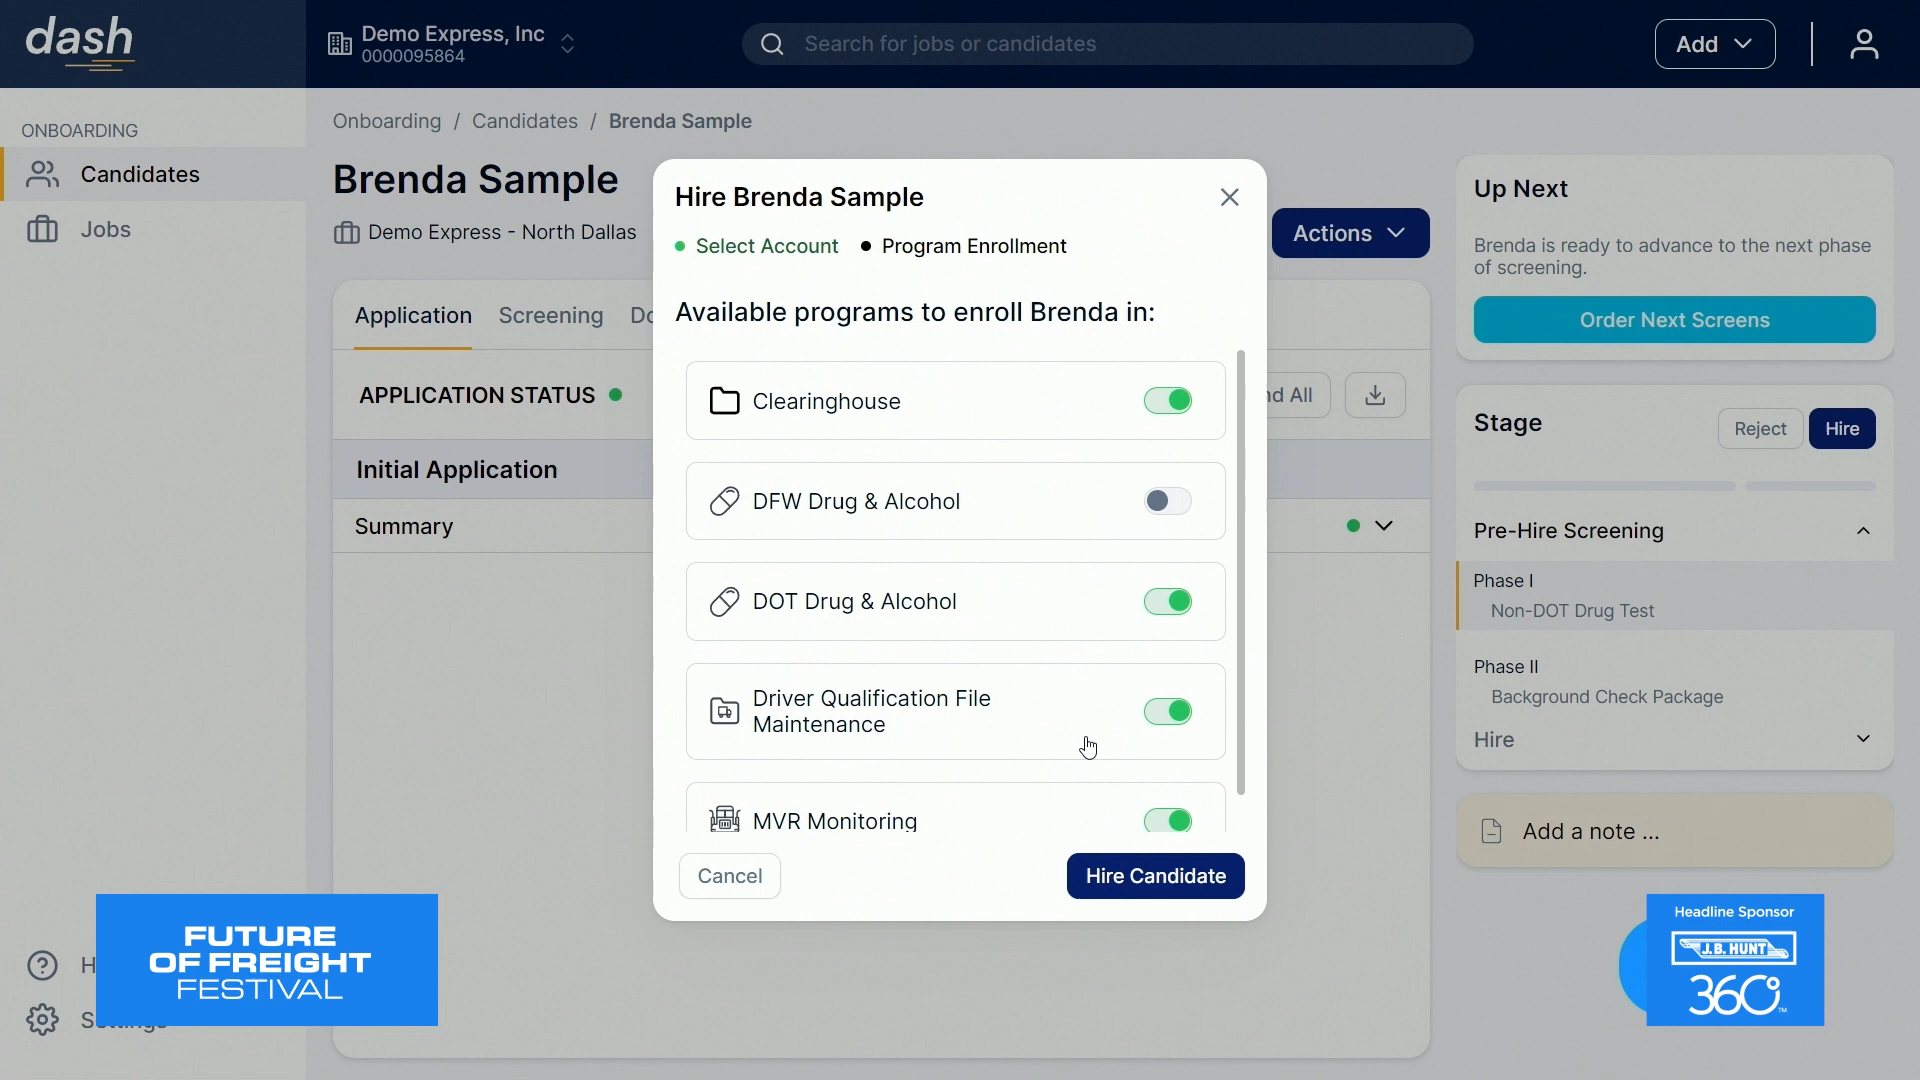 dash
Demo Express, Inc
0000095864
Search for jobs or candidates
Add
ONBOARDING
Candidates
Jobs
Onboarding / Candidates / Brenda Sample
Brenda Sample
Demo Express - North Dallas
Actions
Application
Screening
APPLICATION STATUS
Initial Application
Summary
Hire Brenda Sample
Select Account
Program Enrollment
Available programs to enroll Brenda in:
Clearinghouse
DFW Drug & Alcohol
DOT Drug & Alcohol
Driver Qualification File
Maintenance
MVR Monitoring
Cancel
Hire Candidate
All
Up Next
Brenda is ready to advance to the next phase
of screening.
Order Next Screens
Stage
Reject
Hire
Pre-Hire Screening
Phase I
Non-DOT Drug Test
Phase II
Background Check Package
Hire
Add a note ...
Settings
FUTURE
OF FREIGHT
FESTIVAL
Headline Sponsor
J.B. HUNT
360°™